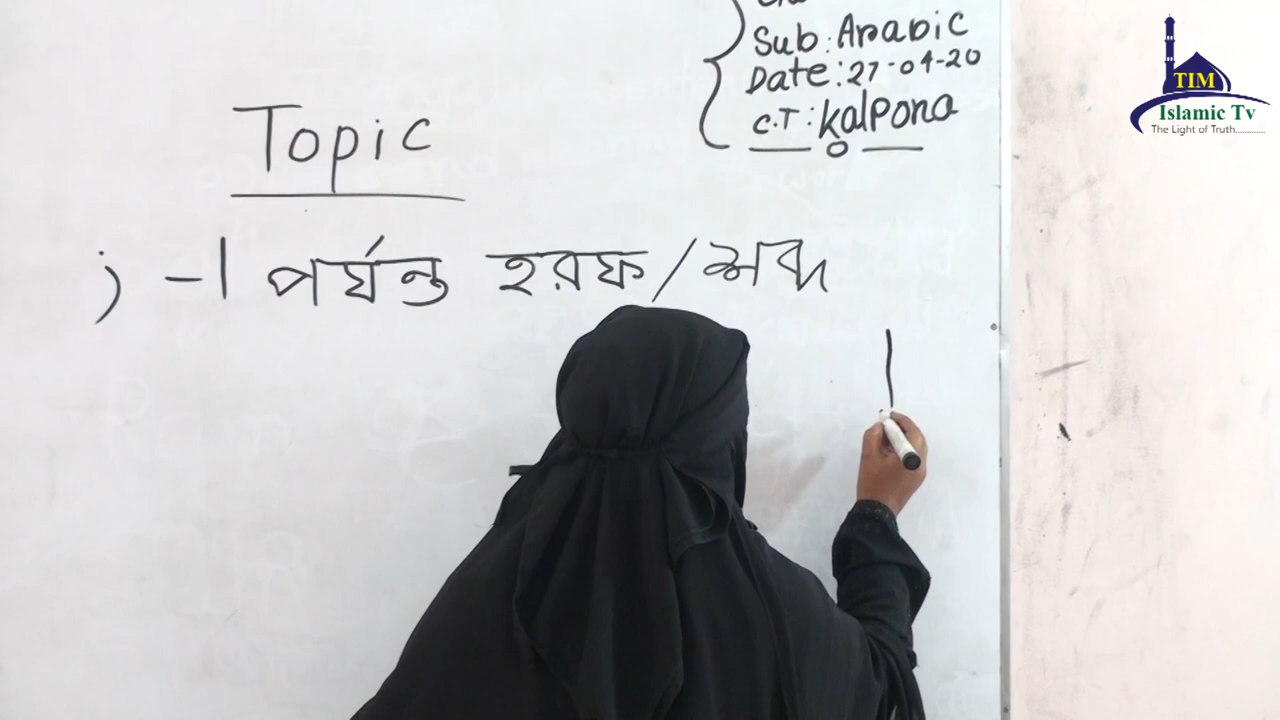 Sub: Arabic
Date: 27-04-20
C.T: Kalpona
Topic
ز - ا পর্যন্ত হরফ/শব্দ
TIM
Islamic Tv
The Light of Truth.............